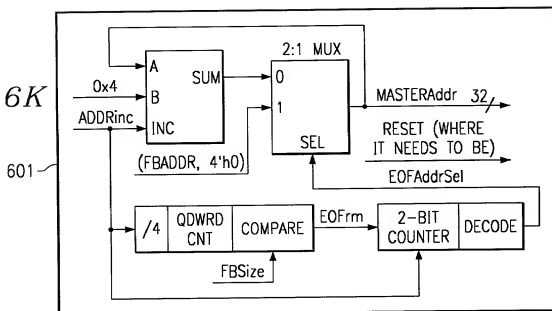 2:1 MUX
A
SUM
0
6K
0x4
B
1
MASTERAddr 32
ADDRinc
INC
RESET (WHERE
IT NEEDS TO BE)
SEL
(FBADDR, 4'h0)
601
EOFAddrSel
/4
QDWRD
CNT
COMPARE
EOFrm
2-BIT
COUNTER
DECODE
FBSize